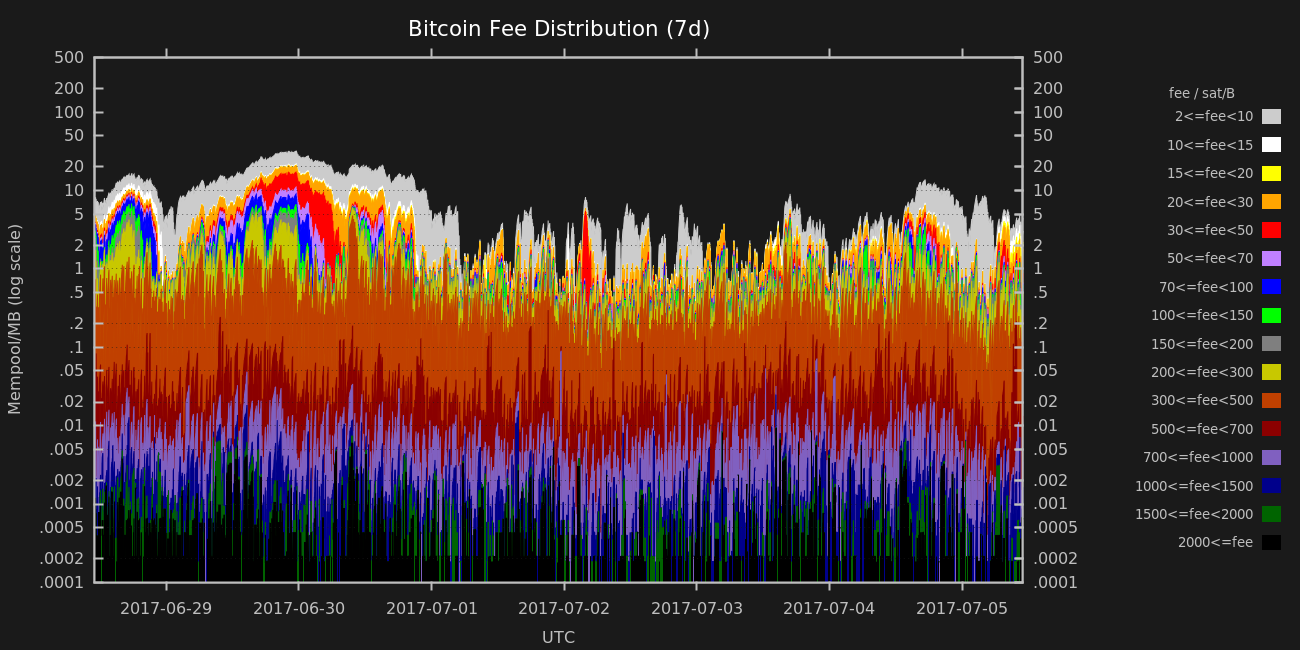 Bitcoin Fee Distribution (7d)
Mempool/MB (log scale)
500
200
100
50
20
10
5
2
1
.5
.2
.1
.05
.02
.01
.005
.002
.001
.0005
.0002
.0001
500
200
100
50
20
10
5
2
1
.5
.2
.1
.05
.02
.01
.005
.002
.001
.0005
.0002
.0001
2017-06-29 2017-06-30 2017-07-01 2017-07-02 2017-07-03 2017-07-04 2017-07-05
UTC
fee / sat/B
2<=fee<10
10<=fee<15
15<=fee<20
20<=fee<30
30<=fee<50
50<=fee<70
70<=fee<100
100<=fee<150
150<=fee<200
200<=fee<300
300<=fee<500
500<=fee<700
700<=fee<1000
1000<=fee<1500
1500<=fee<2000
2000<=fee